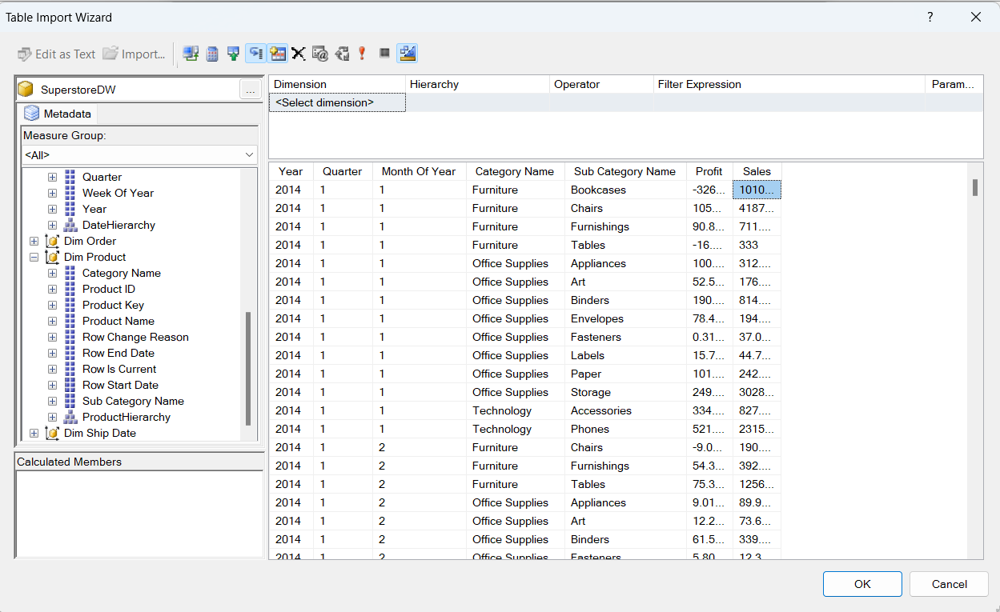 Table Import Wizard ? ×
Edit as Text Import...
SuperstoreDW ...
Metadata
Measure Group:
<All>
Quarter
Week Of Year
Year
DateHierarchy
Dim Order
Dim Product
Category Name
Product ID
Product Key
Product Name
Row Change Reason
Row End Date
Row Is Current
Row Start Date
Sub Category Name
ProductHierarchy
Dim Ship Date
Calculated Members
Dimension Hierarchy Operator Filter Expression Param...
<Select dimension>
Year Quarter Month Of Year Category Name Sub Category Name Profit Sales
2014 1 1 Furniture Bookcases -326... 1010...
2014 1 1 Furniture Chairs 105.... 4187...
2014 1 1 Furniture Furnishings 90.8... 711....
2014 1 1 Furniture Tables -16.... 333
2014 1 1 Office Supplies Appliances 100.... 312....
2014 1 1 Office Supplies Art 52.5... 176....
2014 1 1 Office Supplies Binders 190.... 814....
2014 1 1 Office Supplies Envelopes 78.4... 194....
2014 1 1 Office Supplies Fasteners 0.31... 37.0...
2014 1 1 Office Supplies Labels 15.7... 44.7...
2014 1 1 Office Supplies Paper 101.... 242....
2014 1 1 Office Supplies Storage 249.... 3028...
2014 1 1 Technology Accessories 334.... 827....
2014 1 1 Technology Phones 521.... 2315...
2014 1 2 Furniture Chairs -9.0... 190....
2014 1 2 Furniture Furnishings 54.3... 392....
2014 1 2 Furniture Tables 75.3... 1256...
2014 1 2 Office Supplies Appliances 9.01... 89.9...
2014 1 2 Office Supplies Art 12.2... 73.6...
2014 1 2 Office Supplies Binders 61.5... 339....
2014 1 2 Office Supplies Fasteners 5.80 12.3
OK Cancel